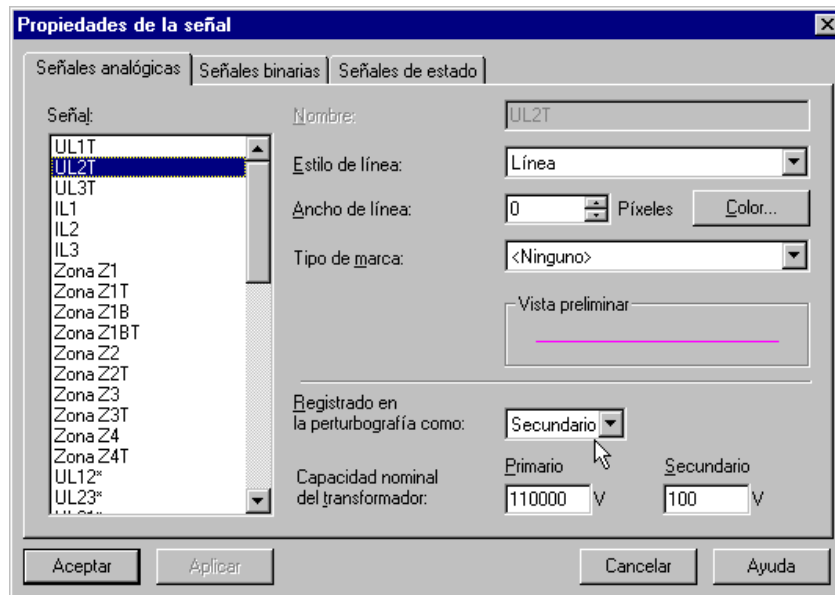 Propiedades de la señal
Señales analógicas Señales binarias Señales de estado
Señal:
UL1T
UL2T
UL3T
IL1
IL2
IL3
Zona Z1
Zona Z1T
Zona Z1B
Zona Z1BT
Zona Z2
Zona Z2T
Zona Z3
Zona Z3T
Zona Z4
Zona Z4T
UL12*
UL23*
Nombre: UL2T
Estilo de línea: Línea
Ancho de línea: 0 Píxeles Color...
Tipo de marca: <Ninguno>
Vista preliminar
Registrado en
la perturbografía como: Secundario
Primario Secundario
Capacidad nominal
del transformador: 110000 V 100 V
Aceptar Aplicar Cancelar Ayuda